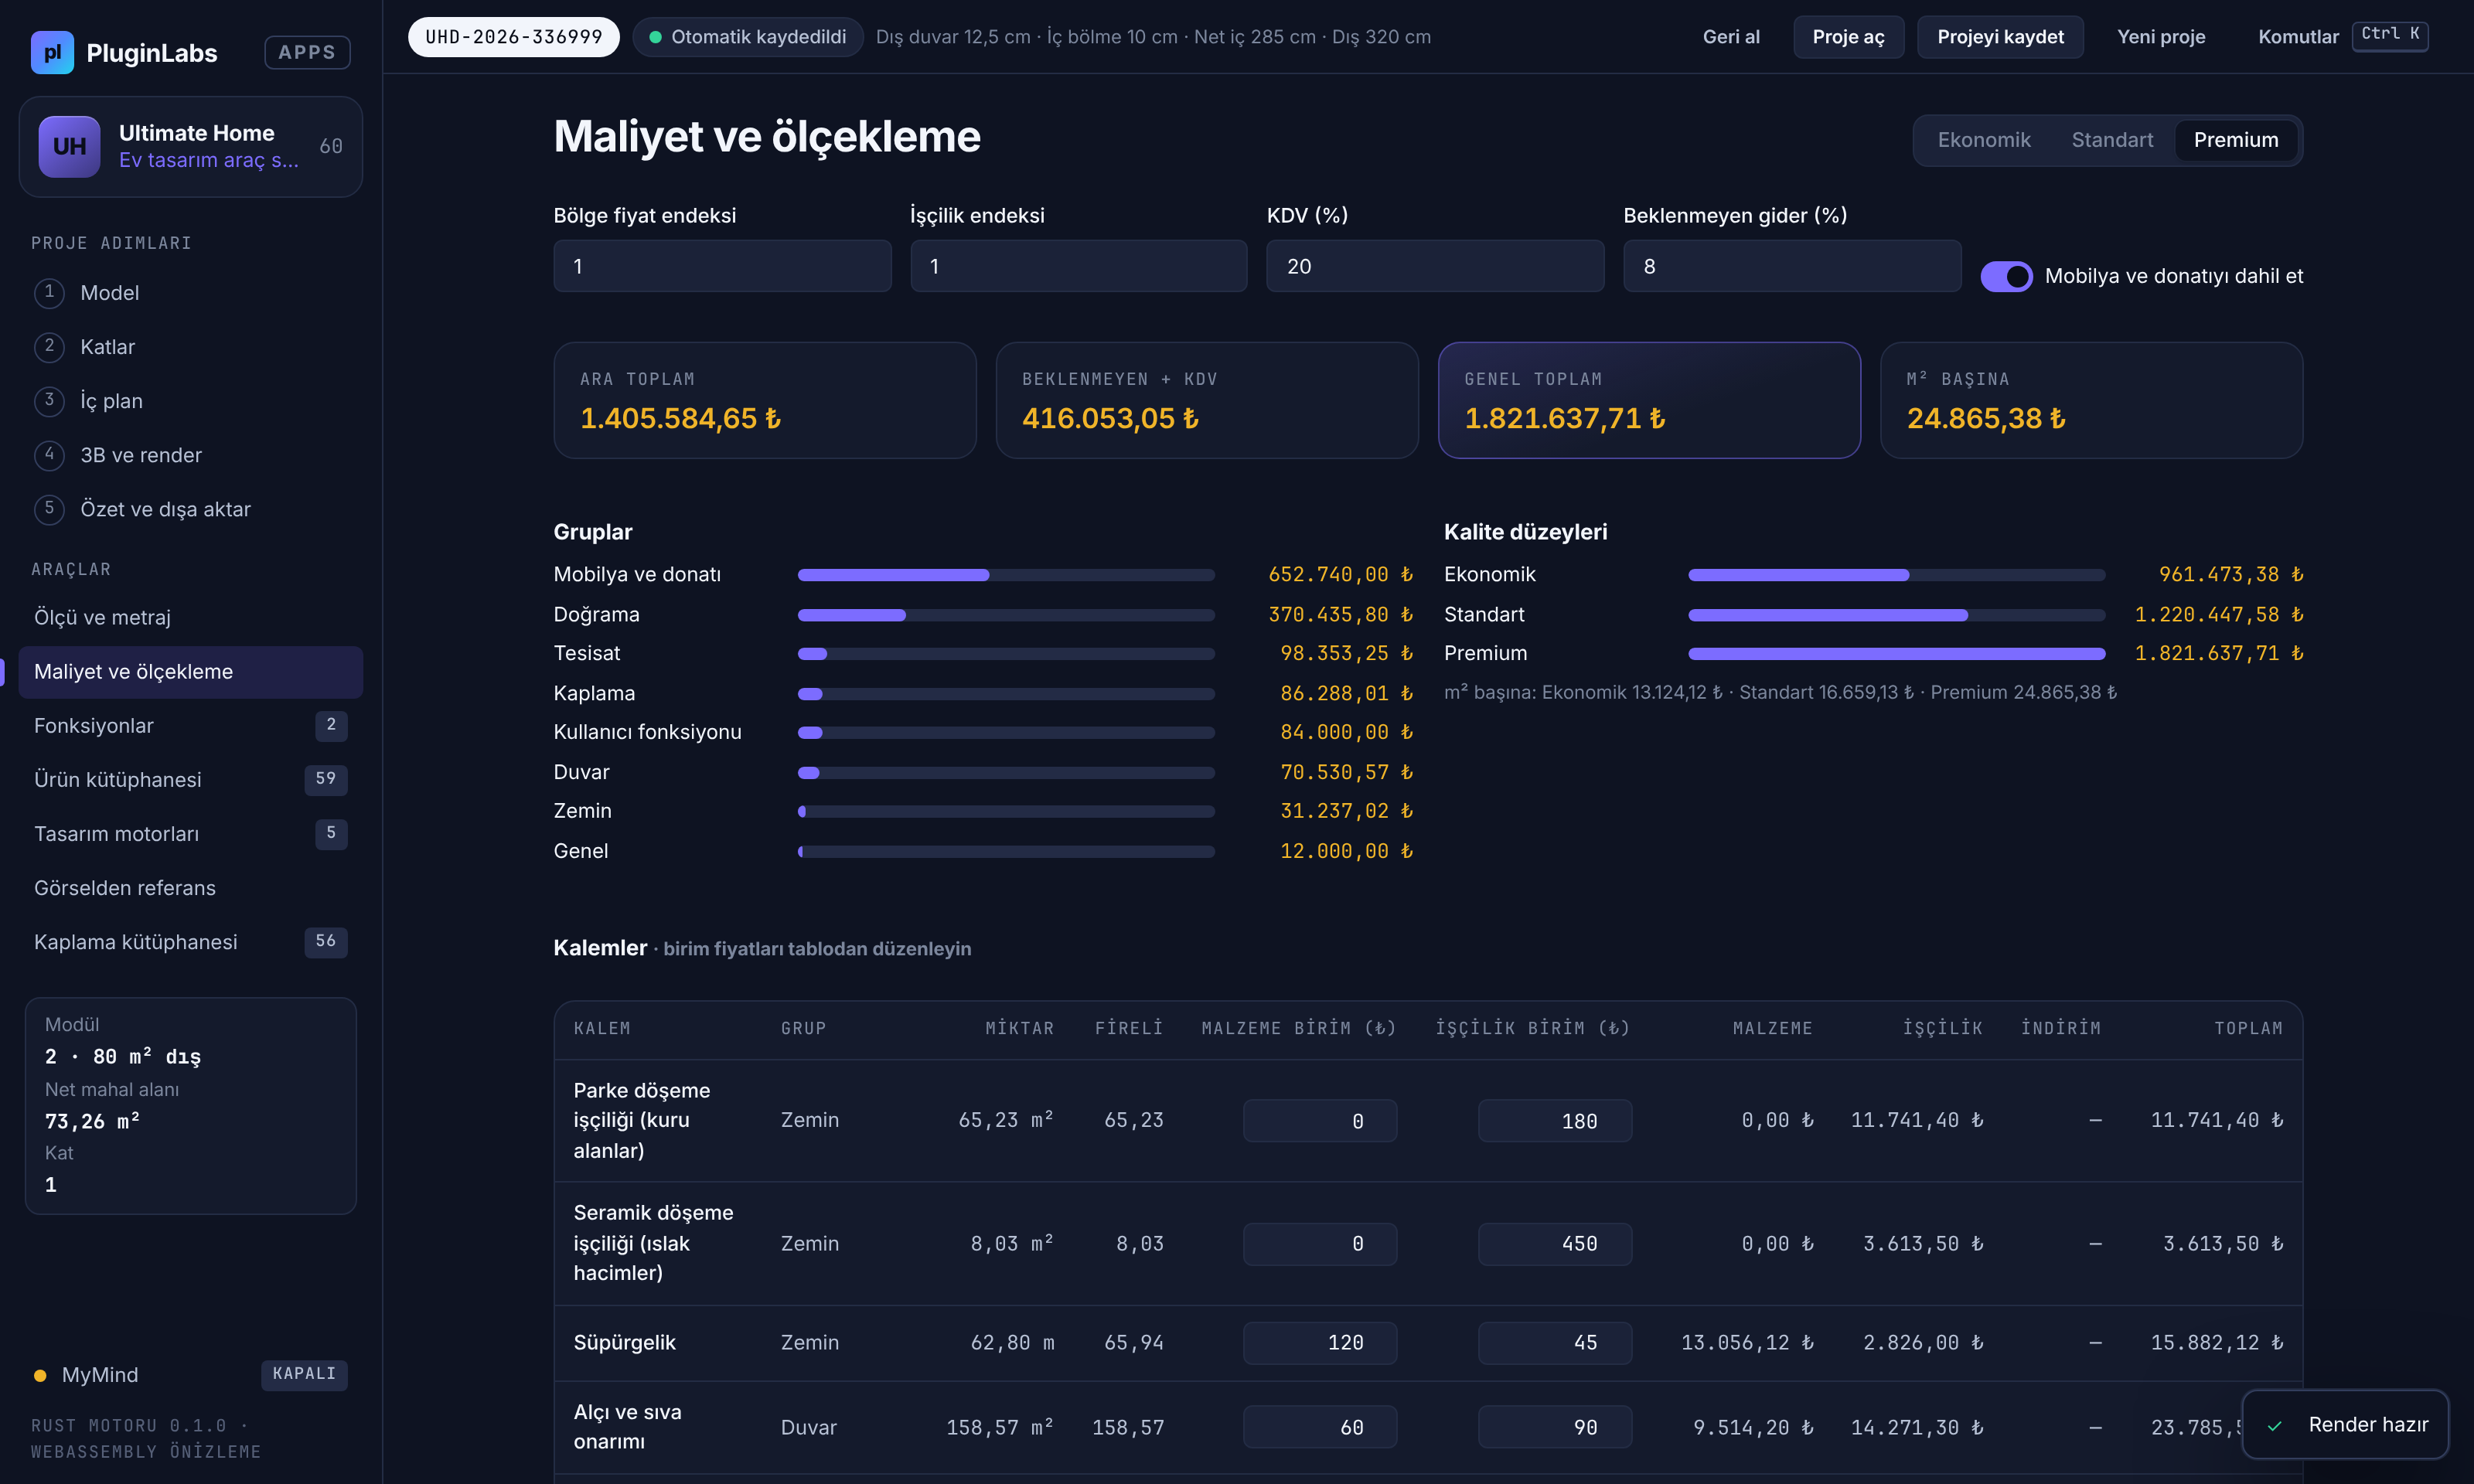 pl PluginLabs APPS
UH Ultimate Home 60
Ev tasarım araç s...
PROJE ADIMLARI
1 Model
2 Katlar
3 İç plan
4 3B ve render
5 Özet ve dışa aktar
ARAÇLAR
Ölçü ve metraj
Maliyet ve ölçekleme
Fonksiyonlar 2
Ürün kütüphanesi 59
Tasarım motorları 5
Görselden referans
Kaplama kütüphanesi 56
Modül
2 · 80 m² dış
Net mahal alanı
73,26 m²
Kat
1
MyMind KAPALI
RUST MOTORU 0.1.0 ·
WEBASSEMBLY ÖNİZLEME
UHD-2026-336999 Otomatik kaydedildi Dış duvar 12,5 cm · İç bölme 10 cm · Net iç 285 cm · Dış 320 cm Geri al Proje aç Projeyi kaydet Yeni proje Komutlar Ctrl K
Maliyet ve ölçekleme Ekonomik Standart Premium
Bölge fiyat endeksi İşçilik endeksi KDV (%) Beklenmeyen gider (%)
1 1 20 8 Mobilya ve donatıyı dahil et
ARA TOPLAM BEKLENMEYEN + KDV GENEL TOPLAM M² BAŞINA
1.405.584,65 ₺ 416.053,05 ₺ 1.821.637,71 ₺ 24.865,38 ₺
Gruplar
Mobilya ve donatı 652.740,00 ₺
Doğrama 370.435,80 ₺
Tesisat 98.353,25 ₺
Kaplama 86.288,01 ₺
Kullanıcı fonksiyonu 84.000,00 ₺
Duvar 70.530,57 ₺
Zemin 31.237,02 ₺
Genel 12.000,00 ₺
Kalite düzeyleri
Ekonomik 961.473,38 ₺
Standart 1.220.447,58 ₺
Premium 1.821.637,71 ₺
m² başına: Ekonomik 13.124,12 ₺ · Standart 16.659,13 ₺ · Premium 24.865,38 ₺
Kalemler · birim fiyatları tablodan düzenleyin
KALEM GRUP MİKTAR FİRELİ MALZEME BİRİM (₺) İŞÇİLİK BİRİM (₺) MALZEME İŞÇİLİK İNDİRİM TOPLAM
Parke döşeme
işçiliği (kuru Zemin 65,23 m² 65,23 0 180 0,00 ₺ 11.741,40 ₺ — 11.741,40 ₺
alanlar)
Seramik döşeme
işçiliği (ıslak Zemin 8,03 m² 8,03 0 450 0,00 ₺ 3.613,50 ₺ — 3.613,50 ₺
hacimler)
Süpürgelik Zemin 62,80 m 65,94 120 45 13.056,12 ₺ 2.826,00 ₺ — 15.882,12 ₺
Alçı ve sıva
onarımı Duvar 158,57 m² 158,57 60 90 9.514,20 ₺ 14.271,30 ₺ — 23.785,
Render hazır